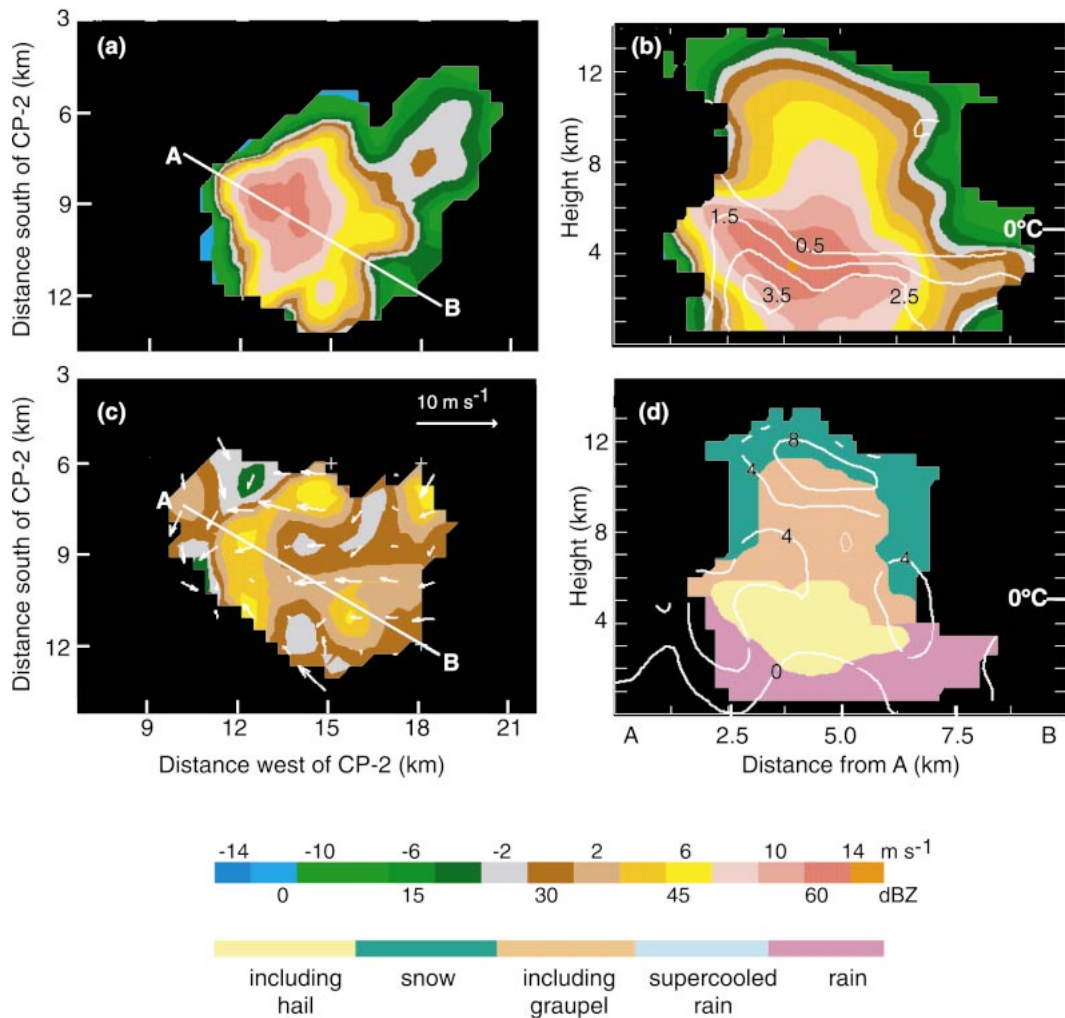 (a)
3
6
9
12
Distance south of CP-2 (km)
A
B
(b)
12
8
4
Height (km)
0°C
1.5
0.5
3.5
2.5
(c)
10 m s-1
3
6
9
12
Distance south of CP-2 (km)
A
B
9 12 15 18 21
Distance west of CP-2 (km)
(d)
12
8
4
Height (km)
0°C
8
4
4
4
0
A 2.5 5.0 7.5 B
Distance from A (km)
-14 -10 -6 -2 2 6 10 14 m s-1
0 15 30 45 60 dBZ
including hail
snow
including graupel
supercooled rain
rain